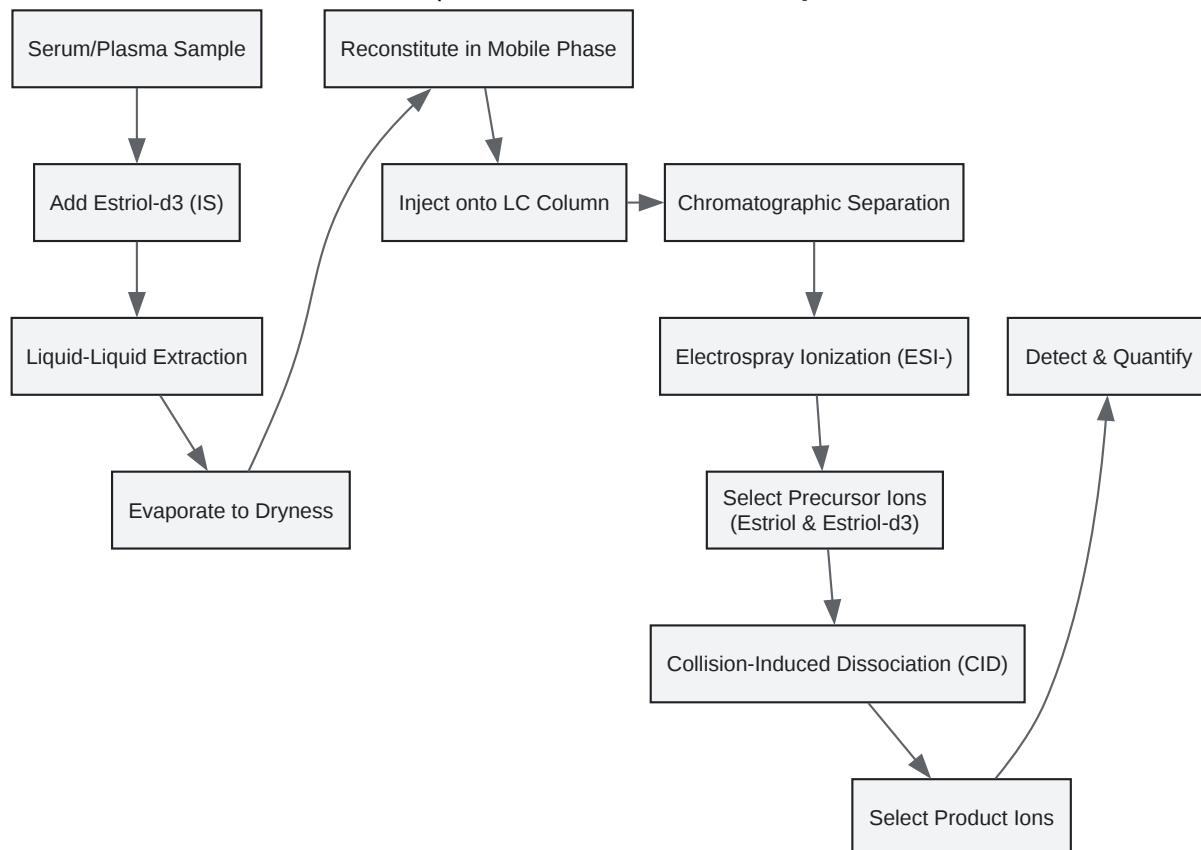 Serum/Plasma Sample
Add Estriol-d3 (IS)
Liquid-Liquid Extraction
Evaporate to Dryness
Reconstitute in Mobile Phase
Inject onto LC Column
Chromatographic Separation
Electrospray Ionization (ESI-)
Select Precursor Ions
(Estriol & Estriol-d3)
Collision-Induced Dissociation (CID)
Select Product Ions
Detect & Quantify